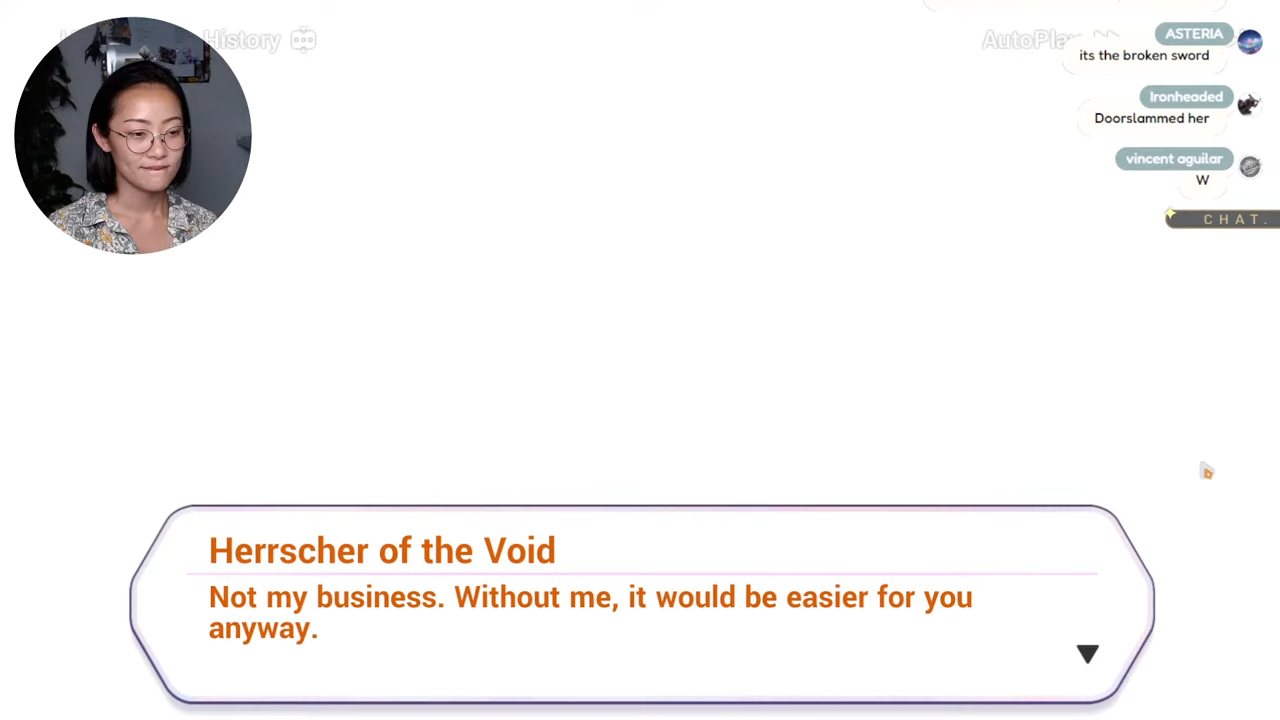 History
AutoPlay
ASTERIA
its the broken sword
Ironheaded
Doorslammed her
vincent aguilar
W
CHAT.
Herrscher of the Void
Not my business. Without me, it would be easier for you
anyway.